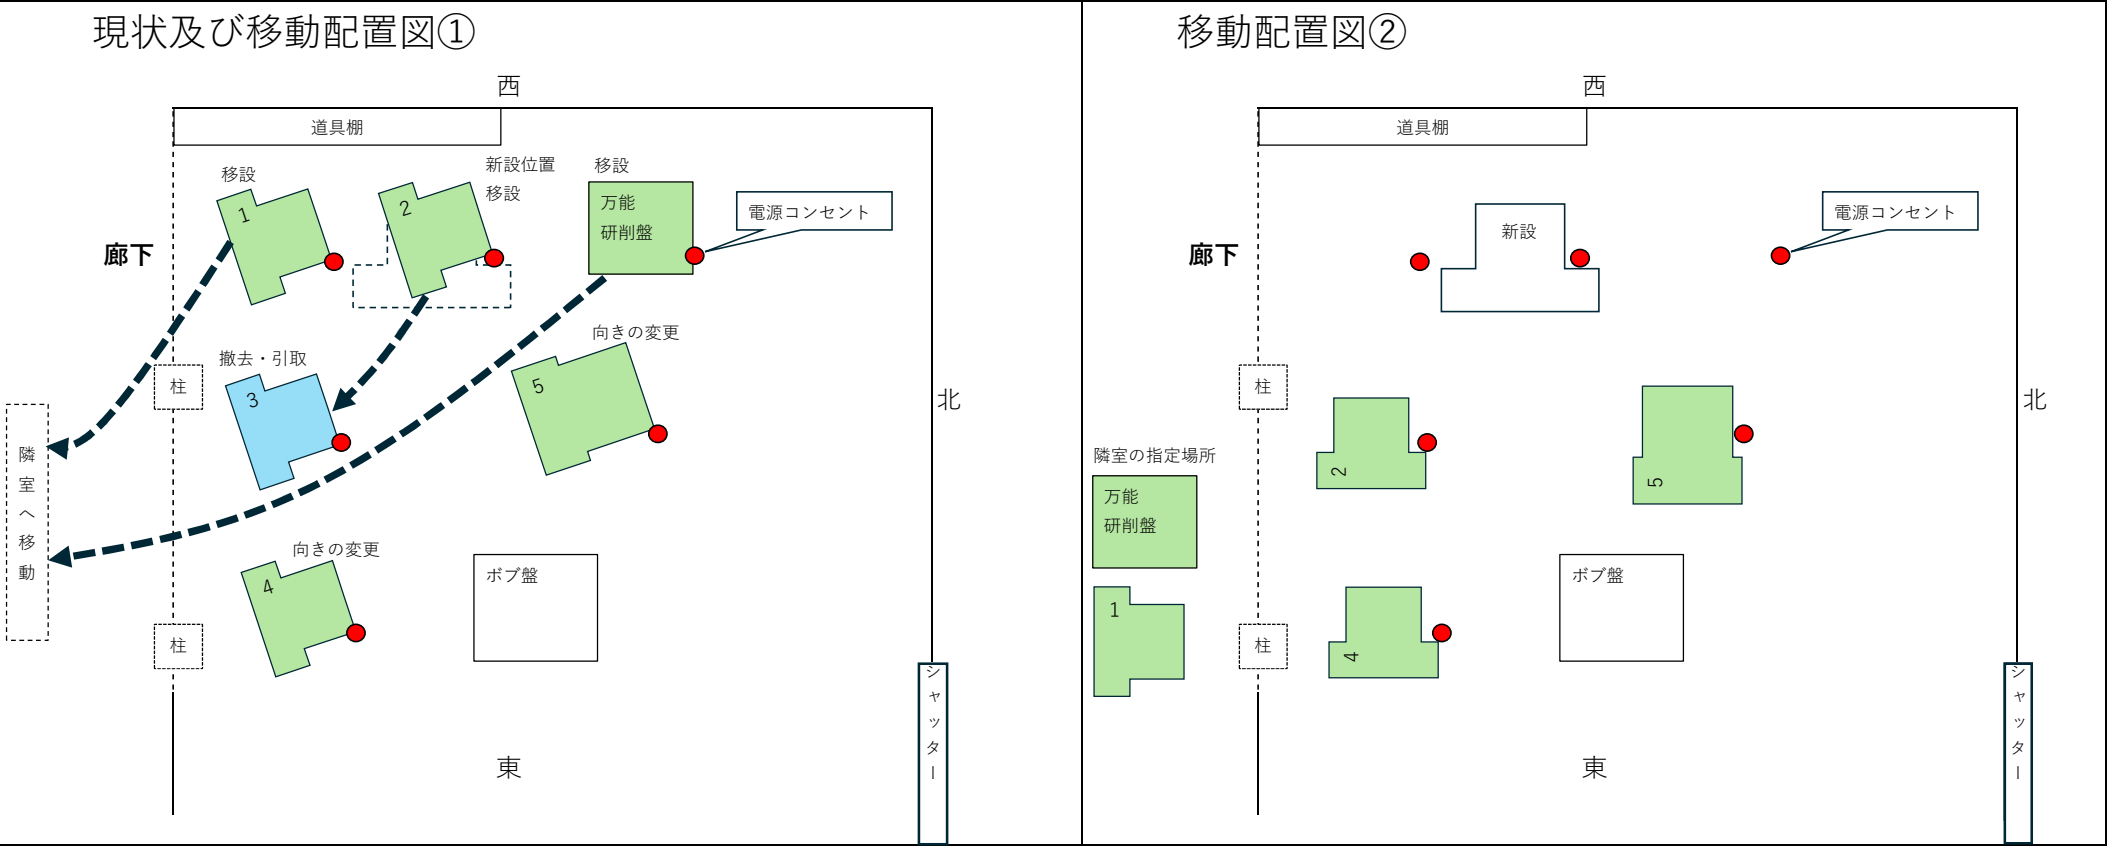 現状及び移動配置図①
西
道具棚
移設
新設位置
移設
移設
1
2
万能
研削盤
電源コンセント
廊下
向きの変更
撤去・引取
柱
3
5
北
隣室へ移動
向きの変更
4
ボブ盤
柱
シャッター
東
移動配置図②
西
道具棚
新設
電源コンセント
廊下
柱
北
隣室の指定場所
2
5
万能
研削盤
ボブ盤
1
柱
4
シャッター
東